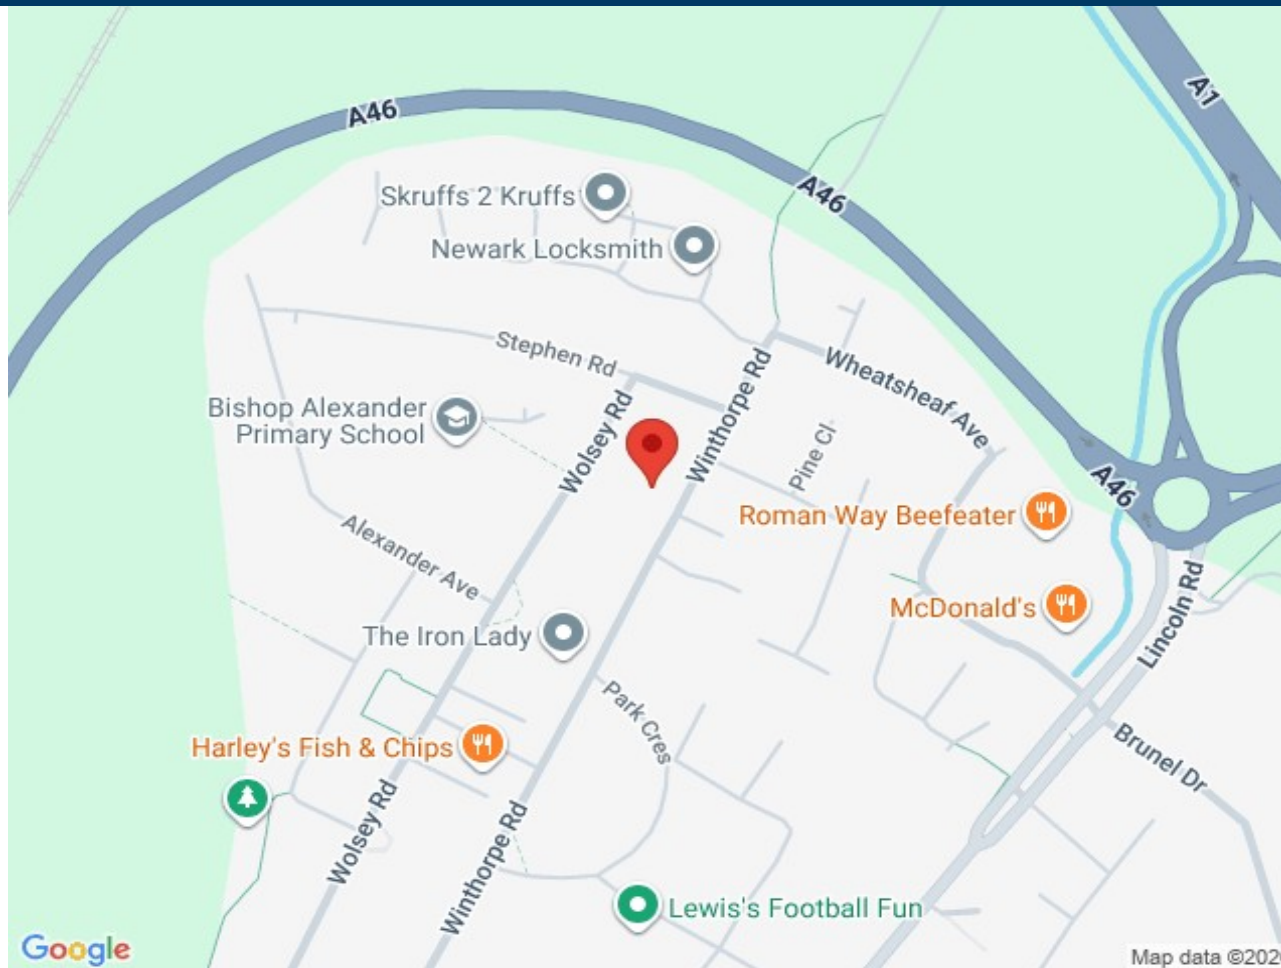 A1
A46
A46
Skruffs 2 Kruffs
Newark Locksmith
Stephen Rd
Winthorpe Rd
Wheatsheaf Ave
Bishop Alexander
Primary School
Wolsey Rd
Pine Cl
A46
Roman Way Beefeater
Alexander Ave
McDonald's
Lincoln Rd
The Iron Lady
Park Cres
Harley's Fish & Chips
Brunel Dr
Wolsey Rd
Winthorpe Rd
Lewis's Football Fun
Google
Map data ©202